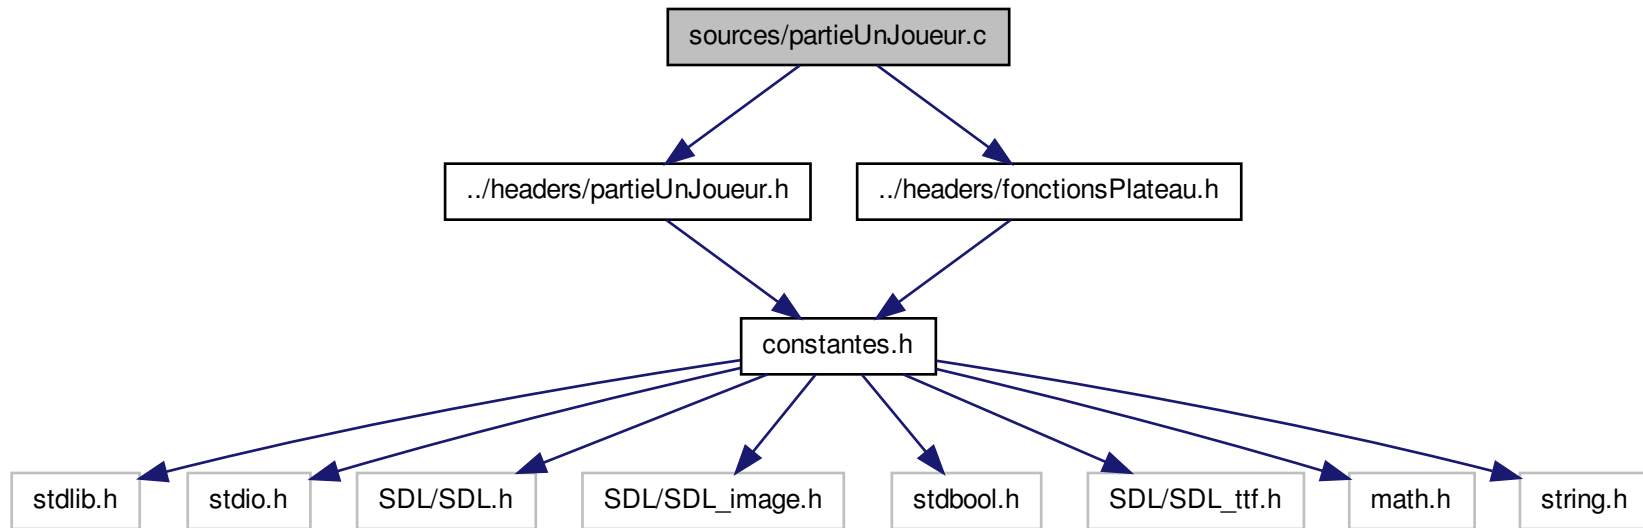 sources/partieUnJoueur.c
../headers/partieUnJoueur.h
../headers/fonctionsPlateau.h
constantes.h
stdlib.h
stdio.h
SDL/SDL.h
SDL/SDL_image.h
stdbool.h
SDL/SDL_ttf.h
math.h
string.h